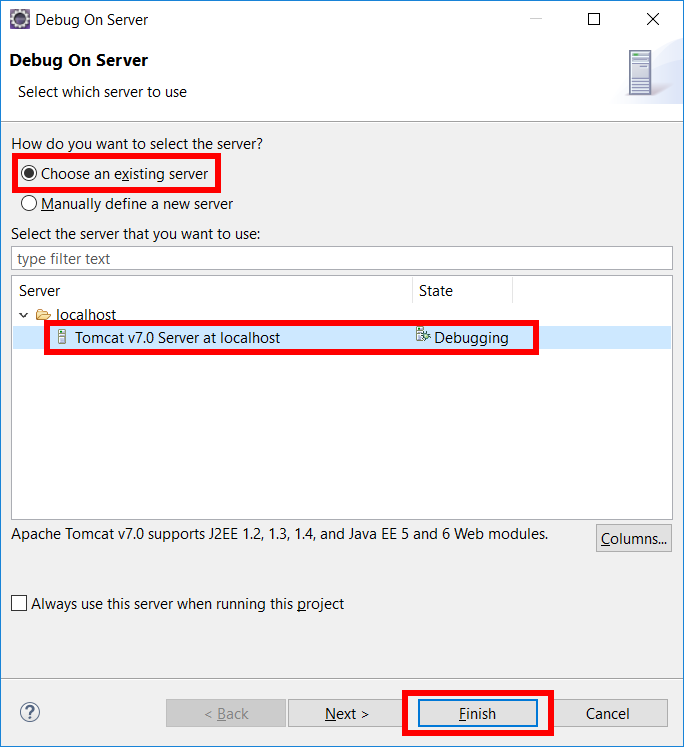 Debug On Server
Debug On Server
Select which server to use
How do you want to select the server?
Choose an existing server
Manually define a new server
Select the server that you want to use:
type filter text
Server State
localhost
Tomcat v7.0 Server at localhost Debugging
Apache Tomcat v7.0 supports J2EE 1.2, 1.3, 1.4, and Java EE 5 and 6 Web modules.
Columns...
Always use this server when running this project
? < Back Next > Finish Cancel